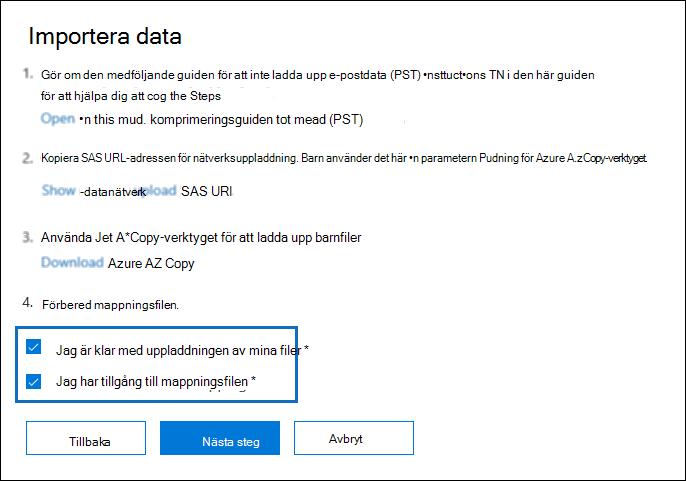 Importera data
1. Gör om den medföljande guiden för att inte ladda upp e-postdata (PST) •nsttuct•ons TN i den här guiden
för att hjälpa dig att cog the Steps
Open •n this mud. komprimeringsguiden tot mead (PST)
2. Kopiera SAS URL-adressen för nätverksuppladdning. Barn använder det här •n parametern Pudning för Azure A.zCopy-verktyget.
Show -datanätverk upload SAS URI
3. Använda Jet A*Copy-verktyget för att ladda upp barnfiler
Download Azure AZ Copy
4. Förbered mappningsfilen.
Jag är klar med uppladdningen av mina filer *
Jag har tillgång till mappningsfilen *
Tillbaka
Nästa steg
Avbryt